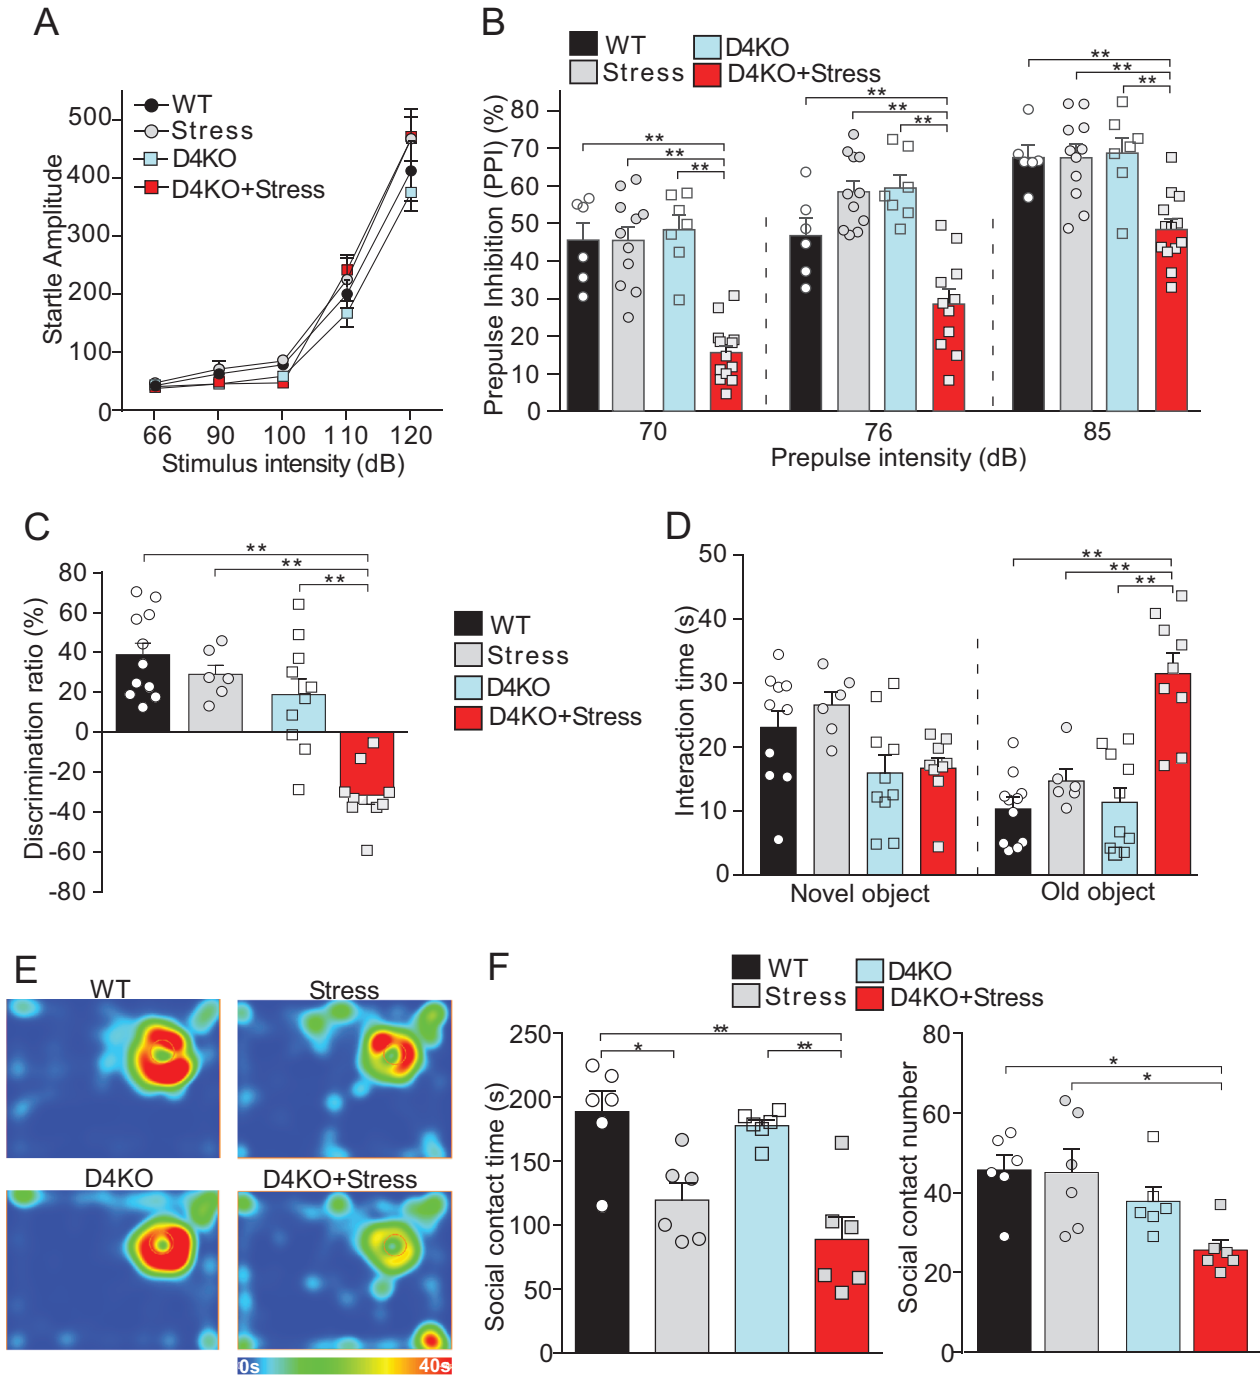 A
WT
Stress
D4KO
D4KO+Stress
Startle Amplitude
500
400
300
200
100
0
66 90 100 110 120
Stimulus intensity (dB)
B
WT
Stress
D4KO
D4KO+Stress
Prepulse Inhibition (PPI) (%)
80
70
60
50
40
30
20
10
0
** ** **
** ** **
** ** **
70 76 85
Prepulse intensity (dB)
C
Discrimination ratio (%)
80
60
40
20
0
-20
-40
-60
-80
**
**
**
WT
Stress
D4KO
D4KO+Stress
D
Interaction time (s)
50
40
30
20
10
0
**
**
**
Novel object Old object
E
WT Stress
D4KO D4KO+Stress
0s 40s
F
WT
Stress
D4KO
D4KO+Stress
Social contact time (s)
250
200
150
100
50
0
**
* **
Social contact number
80
60
40
20
0
*
*